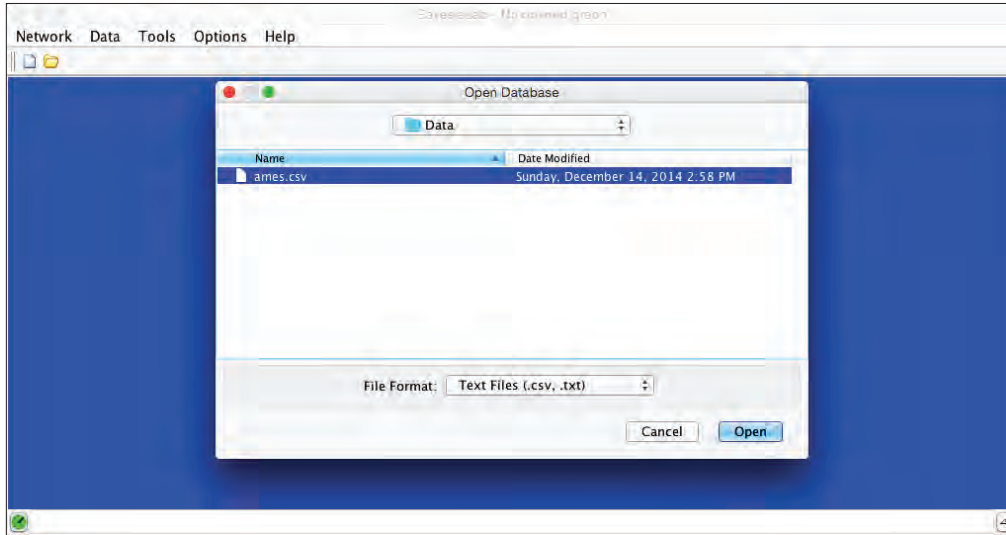 Network Data Tools Options Help
Open Database
Data
Name Date Modified
ames.csv Sunday, December 14, 2014 2:58 PM
File Format: Text Files (.csv, .txt)
Cancel Open